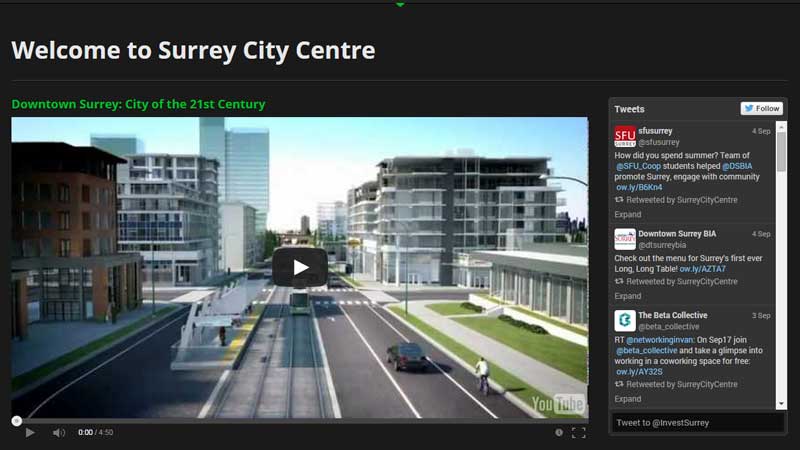 Welcome to Surrey City Centre
Downtown Surrey: City of the 21st Century
YouTube
0:00 / 4:50
Tweets
Follow
SFU
SURREY
sfusurrey
4 Sep
@sfusurrey
How did you spend summer? Team of
@SFU_Coop students helped @DSBIA
promote Surrey, engage with community
ow.ly/B6Kn4
Retweeted by SurreyCityCentre
Expand
SURREY
Downtown Surrey BIA
4 Sep
@dtsurreybia
Check out the menu for Surrey's first ever
Long, Long Table! ow.ly/AZTA7
Retweeted by SurreyCityCentre
Expand
The Beta Collective
3 Sep
@beta_collective
RT @networkinginvan: On Sep17 join
@beta_collective and take a glimpse into
working in a coworking space for free:
ow.ly/AY32S
Retweeted by SurreyCityCentre
Expand
Tweet to @InvestSurrey